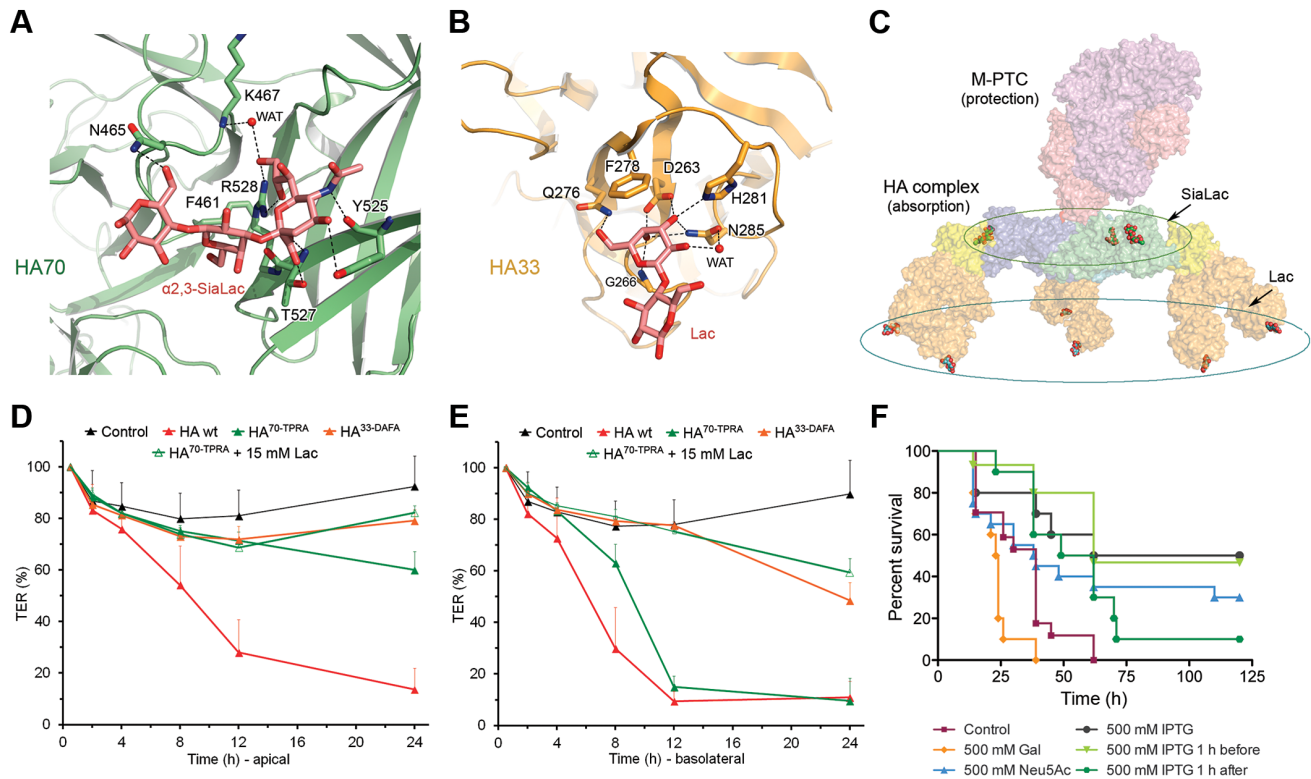 A
K467
WAT
N465
R528
F461
Y525
HA70
α2,3-SiaLac
T527
B
F278
D263
Q276
H281
N285
HA33
WAT
G266
Lac
C
M-PTC
(protection)
HA complex
(absorption)
SiaLac
Lac
D
Control
HA wt
HA70-TPRA
HA33-DAFA
HA70-TPRA + 15 mM Lac
TER (%)
100
80
60
40
20
0
0 4 8 12 16 20 24
Time (h) - apical
E
Control
HA wt
HA70-TPRA
HA33-DAFA
HA70-TPRA + 15 mM Lac
TER (%)
100
80
60
40
20
0
0 4 8 12 16 20 24
Time (h) - basolateral
F
Percent survival
100
80
60
40
20
0
0 25 50 75 100 125
Time (h)
Control
500 mM Gal
500 mM Neu5Ac
500 mM IPTG
500 mM IPTG 1 h before
500 mM IPTG 1 h after